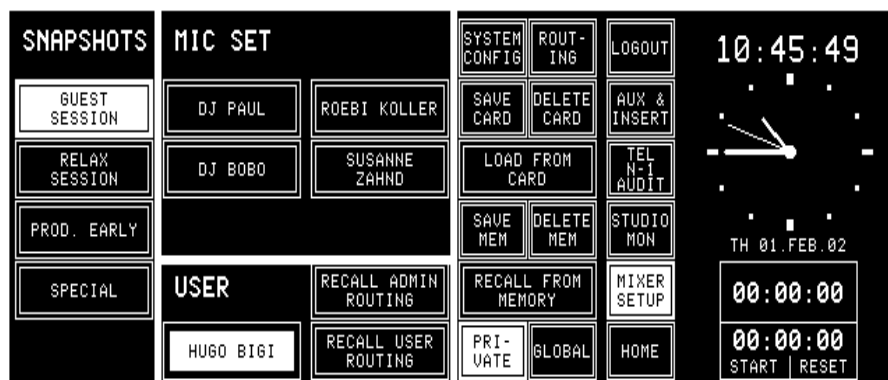 SNAPSHOTS
GUEST
SESSION
RELAX
SESSION
PROD. EARLY
SPECIAL
MIC SET
DJ PAUL
ROEBI KOLLER
DJ BOBO
SUSANNE
ZAHND
USER
RECALL ADMIN
ROUTING
HUGO BIGI
RECALL USER
ROUTING
SYSTEM
CONFIG
ROUT-
ING
LOGOUT
SAVE
CARD
DELETE
CARD
AUX &
INSERT
LOAD FROM
CARD
TEL
N-1
AUDIT
SAVE
MEM
DELETE
MEM
STUDIO
MON
RECALL FROM
MEMORY
MIXER
SETUP
PRI-
VATE
GLOBAL
HOME
10:45:49
TH 01.FEB.02
00:00:00
00:00:00
START | RESET